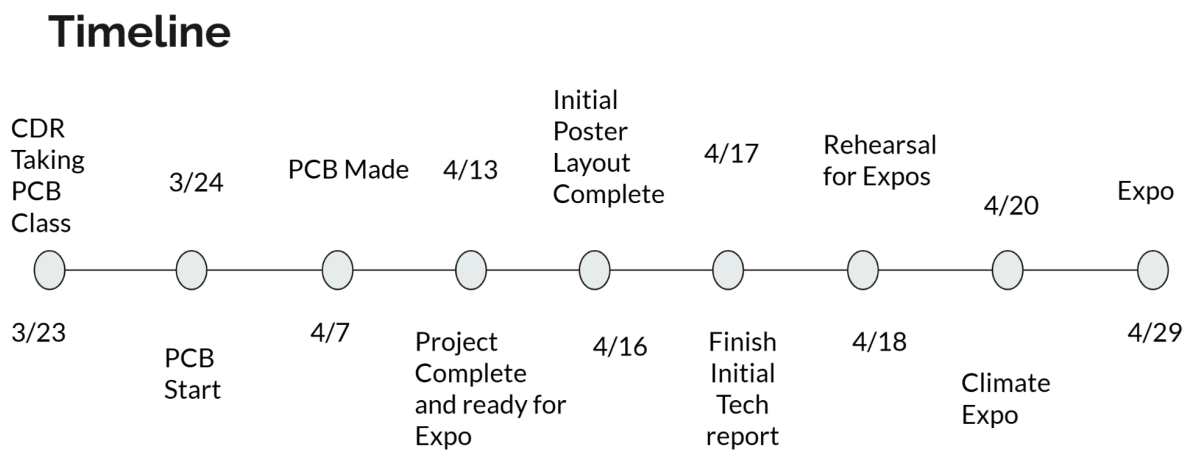 Timeline
CDR
Taking
PCB
Class
3/23
3/24
PCB
Start
PCB Made
4/7
4/13
Project
Complete
and ready for
Expo
Initial
Poster
Layout
Complete
4/16
4/17
Finish
Initial
Tech
report
Rehearsal
for Expos
4/18
4/20
Climate
Expo
Expo
4/29